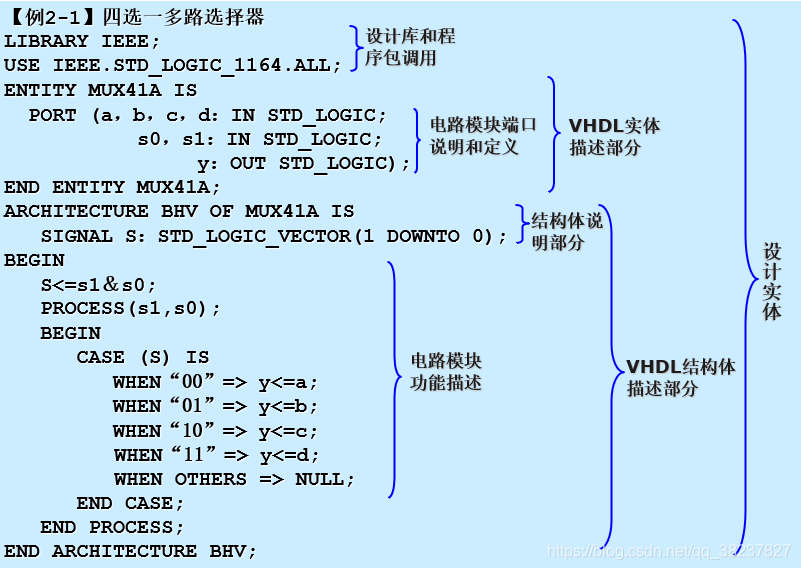 【例2-1】四选一多路选择器
LIBRARY IEEE;
USE IEEE.STD_LOGIC_1164.ALL;
设计库和程
序包调用
ENTITY MUX41A IS
PORT (a，b，c，d: IN STD_LOGIC;
s0，s1: IN STD_LOGIC;
y: OUT STD_LOGIC);
END ENTITY MUX41A;
电路模块端口
说明和定义
VHDL实体
描述部分
ARCHITECTURE BHV OF MUX41A IS
SIGNAL S: STD_LOGIC_VECTOR(1 DOWNTO 0);
结构体说
明部分
BEGIN
S<=s1＆s0;
PROCESS(s1,s0);
BEGIN
CASE (S) IS
WHEN“00”=> y<=a;
WHEN“01”=> y<=b;
WHEN“10”=> y<=c;
WHEN“11”=> y<=d;
WHEN OTHERS => NULL;
END CASE;
END PROCESS;
END ARCHITECTURE BHV;
电路模块
功能描述
VHDL结构体
描述部分
设计实体
https://blog.csdn.net/qq_38237827